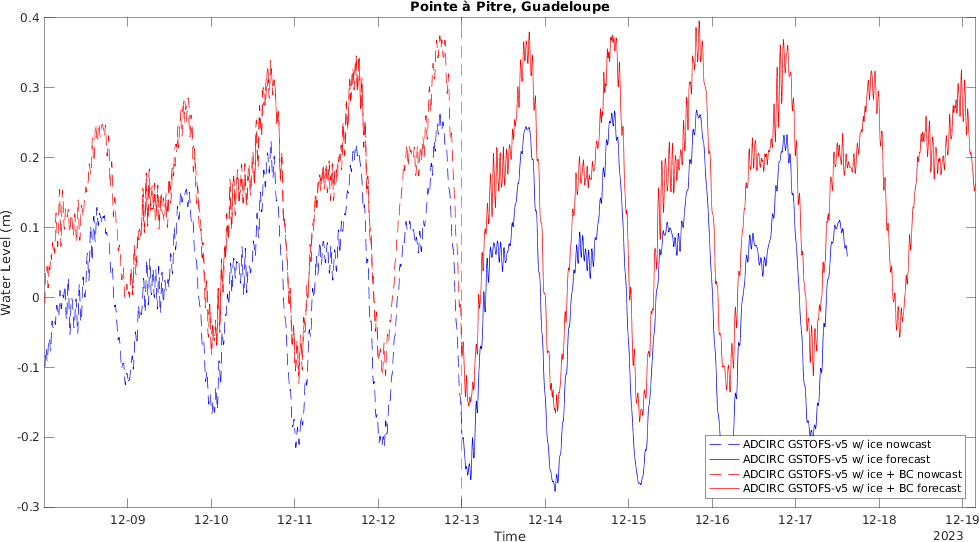 Pointe à Pitre, Guadeloupe
0.4
0.3
0.2
0.1
0
-0.1
-0.2
-0.3
Water Level (m)
ADCIRC GSTOFS-v5 w/ ice nowcast
ADCIRC GSTOFS-v5 w/ ice forecast
ADCIRC GSTOFS-v5 w/ ice + BC nowcast
ADCIRC GSTOFS-v5 w/ ice + BC forecast
12-09 12-10 12-11 12-12 12-13 12-14 12-15 12-16 12-17 12-18 12-19
Time 2023